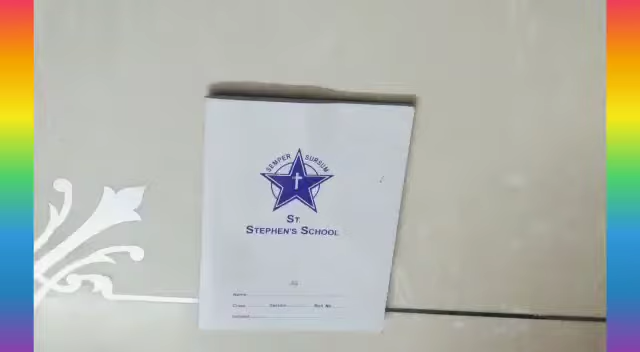 SEMPER SURSUM
ST.
STEPHEN'S SCHOOL
Name
Class Section Roll No.
Subject